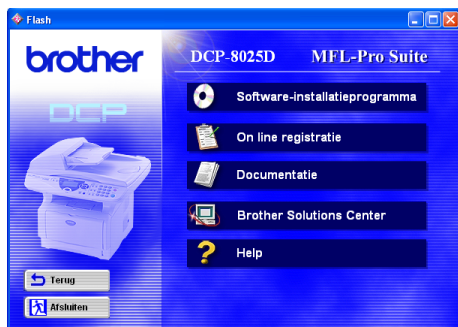 Flash
brother
DCP-8025D MFL-Pro Suite
DCP
Software-installatieprogramma
On line registratie
Documentatie
Brother Solutions Center
Help
Terug
Afsluiten